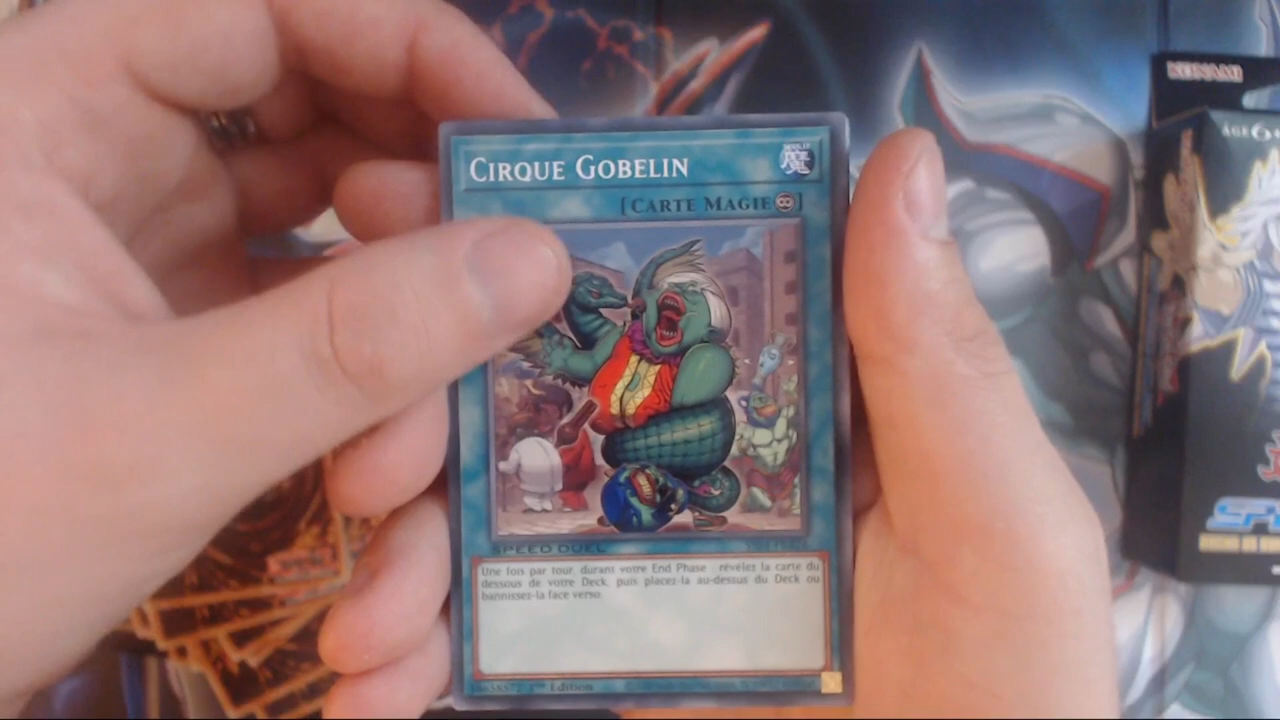 KONAMI
CIRQUE GOBELIN
[CARTE MAGIE
SPEED DUEL
Une fois par tour, durant votre End Phase : révélez la carte du
dessous de votre Deck, puis placez-la au-dessus du Deck ou
bannissez-la face verso.
Edition